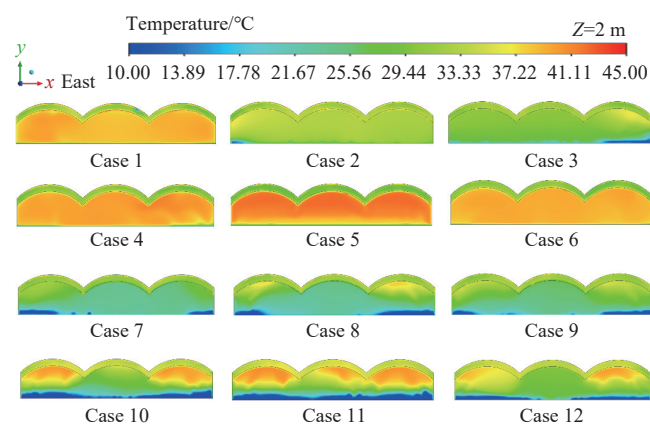 Temperature/°C
Z=2 m
y
x East
10.00 13.89 17.78 21.67 25.56 29.44 33.33 37.22 41.11 45.00
Case 1 Case 2 Case 3
Case 4 Case 5 Case 6
Case 7 Case 8 Case 9
Case 10 Case 11 Case 12